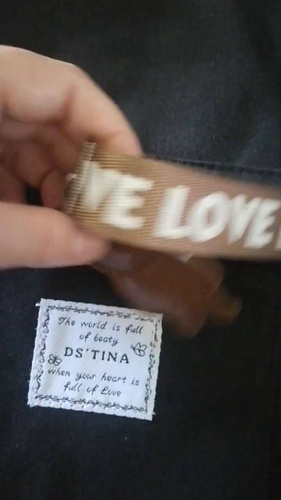 VE LOVE
The world is full
of beaty
DS'TINA
when your heart is
full of Love